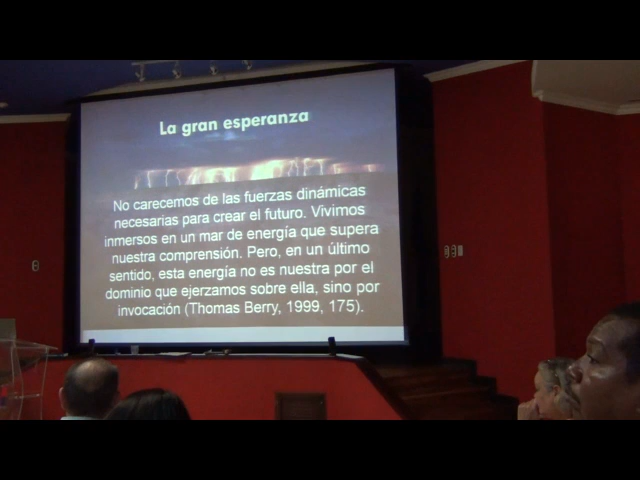 La gran esperanza
No carecemos de las fuerzas dinámicas
necesarias para crear el futuro. Vivimos
inmersos en un mar de energía que supera
nuestra comprensión. Pero, en un último
sentido, esta energía no es nuestra por el
dominio que ejerzamos sobre ella, sino por
invocación (Thomas Berry, 1999, 175).